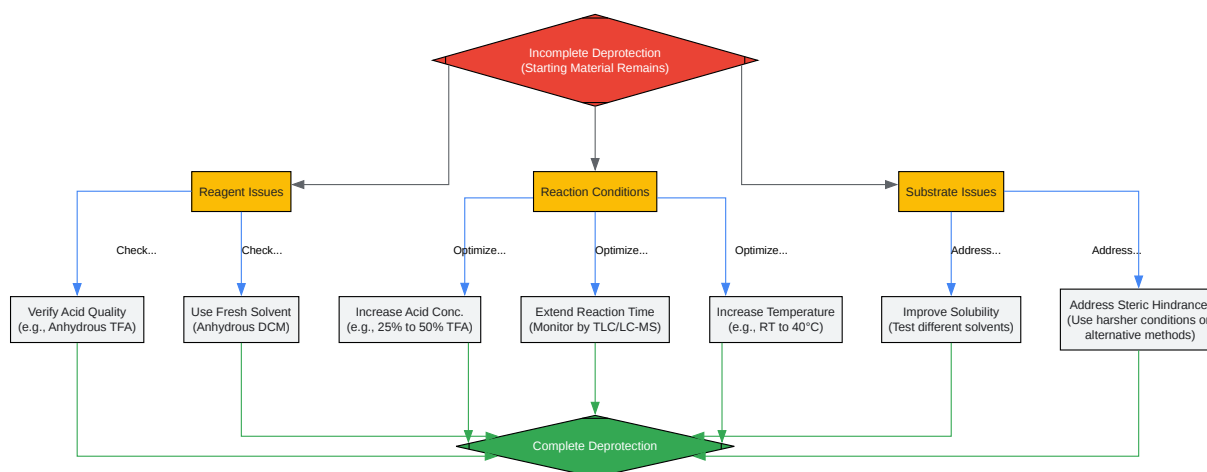 Incomplete Deprotection
(Starting Material Remains)
Reagent Issues
Reaction Conditions
Substrate Issues
Check...
Check...
Optimize...
Optimize...
Optimize...
Address...
Address...
Verify Acid Quality
(e.g., Anhydrous TFA)
Use Fresh Solvent
(Anhydrous DCM)
Increase Acid Conc.
(e.g., 25% to 50% TFA)
Extend Reaction Time
(Monitor by TLC/LC-MS)
Increase Temperature
(e.g., RT to 40°C)
Improve Solubility
(Test different solvents)
Address Steric Hindrance
(Use harsher conditions or
alternative methods)
Complete Deprotection